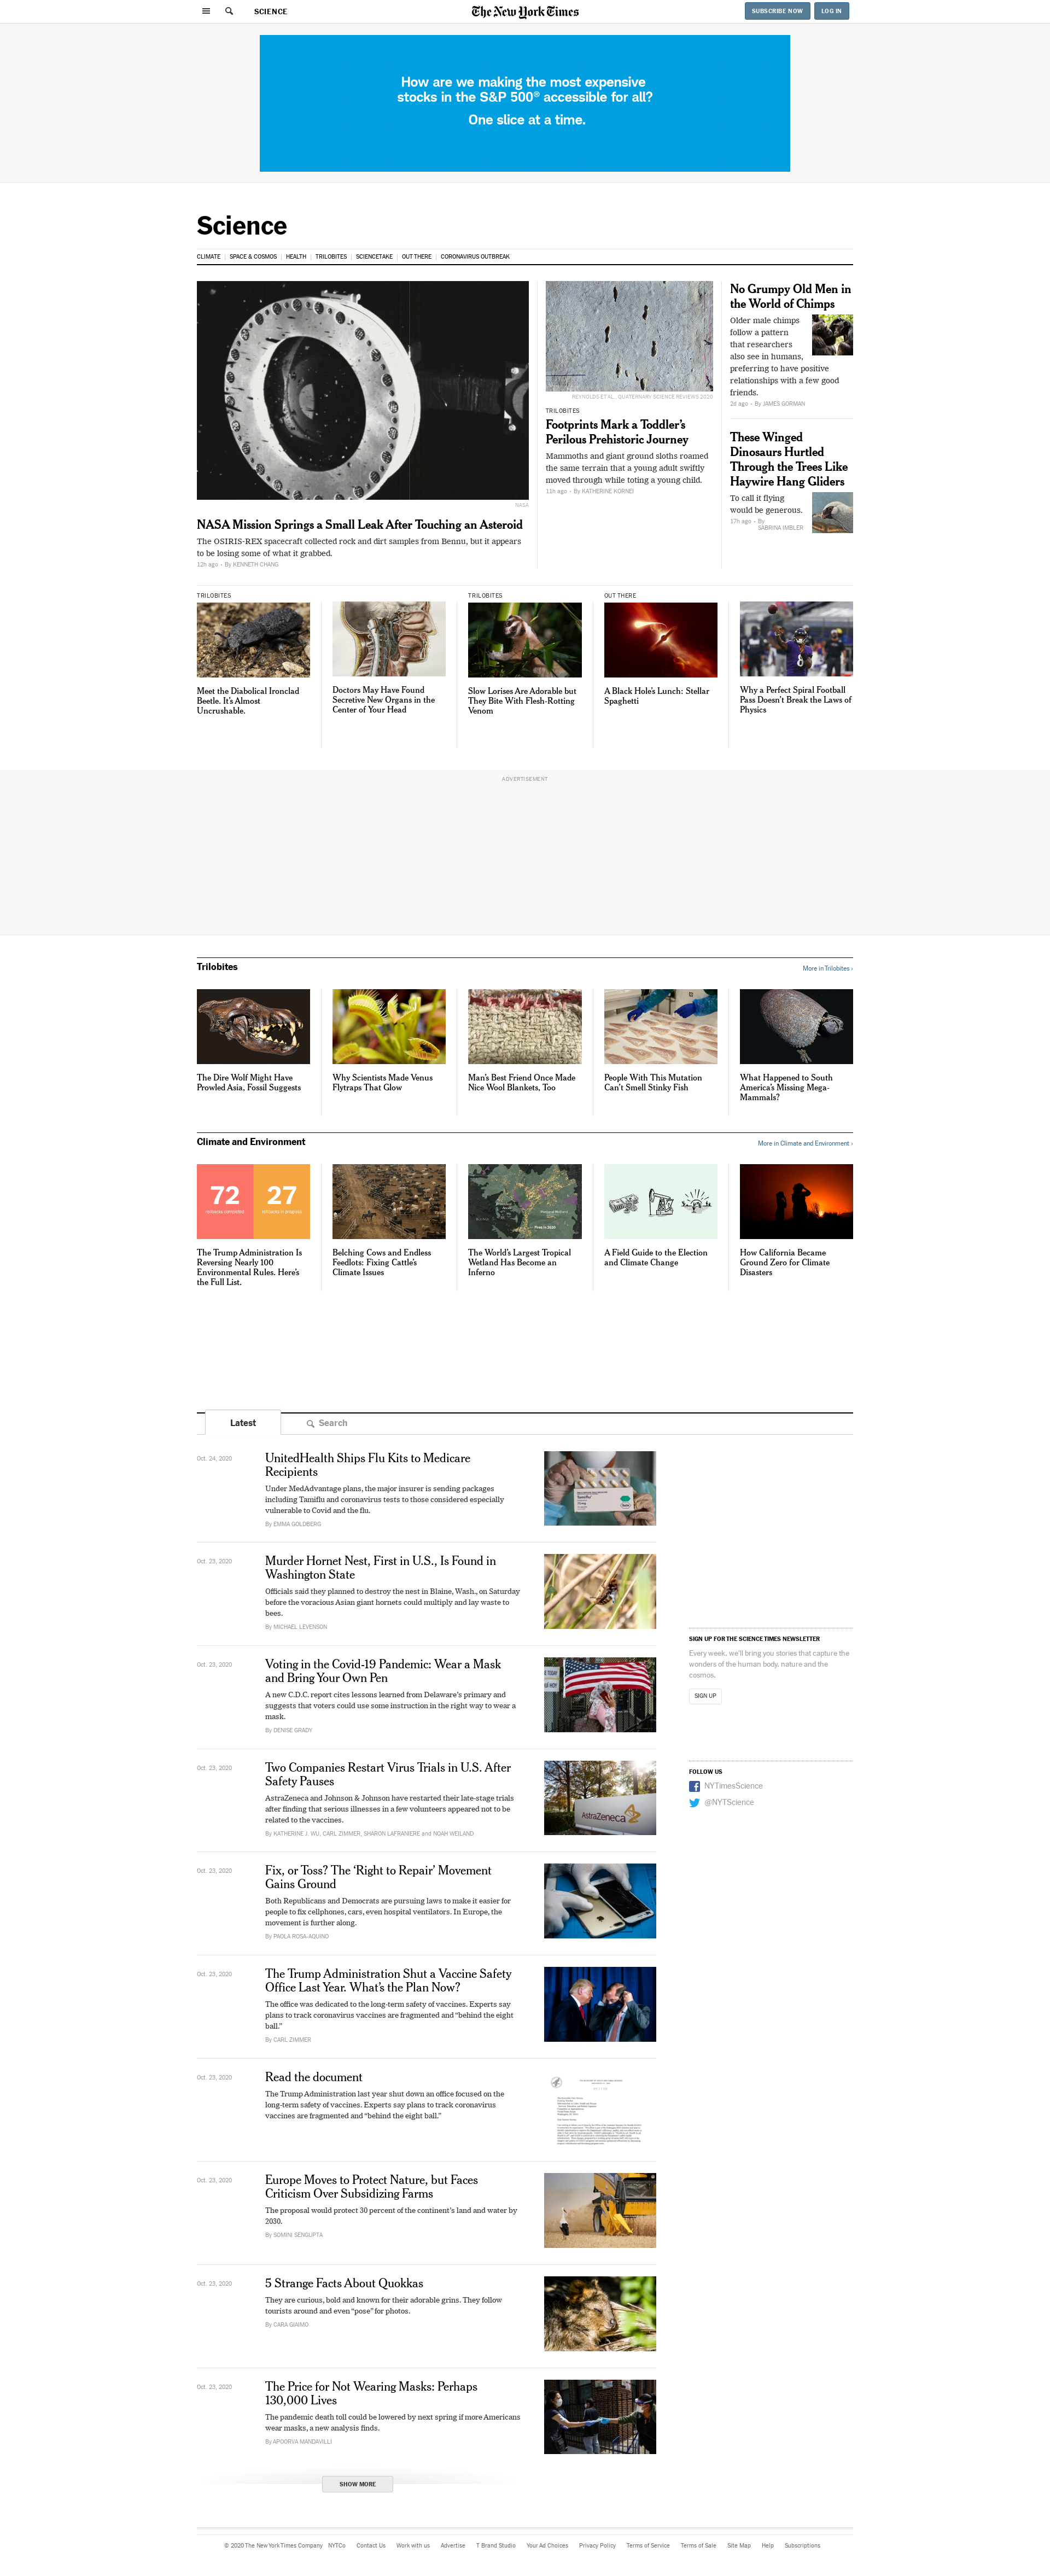 SCIENCE
The New York Times
SUBSCRIBE NOW
LOG IN
How are we making the most expensive
stocks in the S&P 500® accessible for all?
One slice at a time.
Science
CLIMATE
SPACE & COSMOS
HEALTH
TRILOBITES
SCIENCETAKE
OUT THERE
CORONAVIRUS OUTBREAK
NASA
NASA Mission Springs a Small Leak After Touching an Asteroid
The OSIRIS-REX spacecraft collected rock and dirt samples from Bennu, but it appears
to be losing some of what it grabbed.
12h ago · By KENNETH CHANG
REYNOLDS ET AL., QUATERNARY SCIENCE REVIEWS 2020
TRILOBITES
Footprints Mark a Toddler's
Perilous Prehistoric Journey
Mammoths and giant ground sloths roamed
the same terrain that a young adult swiftly
moved through while toting a young child.
11h ago · By KATHERINE KORNEI
No Grumpy Old Men in
the World of Chimps
Older male chimps
follow a pattern
that researchers
also see in humans,
preferring to have positive
relationships with a few good
friends.
2d ago · By JAMES GORMAN
These Winged
Dinosaurs Hurtled
Through the Trees Like
Haywire Hang Gliders
To call it flying
would be generous.
17h ago · By
SABRINA IMBLER
TRILOBITES
Meet the Diabolical Ironclad
Beetle. It's Almost
Uncrushable.
Doctors May Have Found
Secretive New Organs in the
Center of Your Head
TRILOBITES
Slow Lorises Are Adorable but
They Bite With Flesh-Rotting
Venom
OUT THERE
A Black Hole's Lunch: Stellar
Spaghetti
Why a Perfect Spiral Football
Pass Doesn't Break the Laws of
Physics
ADVERTISEMENT
Trilobites
More in Trilobites ›
The Dire Wolf Might Have
Prowled Asia, Fossil Suggests
Why Scientists Made Venus
Flytraps That Glow
Man's Best Friend Once Made
Nice Wool Blankets, Too
People With This Mutation
Can't Smell Stinky Fish
What Happened to South
America's Missing Mega-
Mammals?
Climate and Environment
More in Climate and Environment ›
72
rollbacks completed
27
rollbacks in progress
The Trump Administration Is
Reversing Nearly 100
Environmental Rules. Here's
the Full List.
Belching Cows and Endless
Feedlots: Fixing Cattle's
Climate Issues
The World's Largest Tropical
Wetland Has Become an
Inferno
A Field Guide to the Election
and Climate Change
How California Became
Ground Zero for Climate
Disasters
Latest
Search
Oct. 24, 2020
UnitedHealth Ships Flu Kits to Medicare
Recipients
Under MedAdvantage plans, the major insurer is sending packages
including Tamiflu and coronavirus tests to those considered especially
vulnerable to Covid and the flu.
By EMMA GOLDBERG
Oct. 23, 2020
Murder Hornet Nest, First in U.S., Is Found in
Washington State
Officials said they planned to destroy the nest in Blaine, Wash., on Saturday
before the voracious Asian giant hornets could multiply and lay waste to
bees.
By MICHAEL LEVENSON
Oct. 23, 2020
Voting in the Covid-19 Pandemic: Wear a Mask
and Bring Your Own Pen
A new C.D.C. report cites lessons learned from Delaware's primary and
suggests that voters could use some instruction in the right way to wear a
mask.
By DENISE GRADY
Oct. 23, 2020
Two Companies Restart Virus Trials in U.S. After
Safety Pauses
AstraZeneca and Johnson & Johnson have restarted their late-stage trials
after finding that serious illnesses in a few volunteers appeared not to be
related to the vaccines.
By KATHERINE J. WU, CARL ZIMMER, SHARON LAFRANIERE and NOAH WEILAND
AstraZeneca
Oct. 23, 2020
Fix, or Toss? The 'Right to Repair' Movement
Gains Ground
Both Republicans and Democrats are pursuing laws to make it easier for
people to fix cellphones, cars, even hospital ventilators. In Europe, the
movement is further along.
By PAOLA ROSA-AQUINO
Oct. 23, 2020
The Trump Administration Shut a Vaccine Safety
Office Last Year. What's the Plan Now?
The office was dedicated to the long-term safety of vaccines. Experts say
plans to track coronavirus vaccines are fragmented and "behind the eight
ball."
By CARL ZIMMER
Oct. 23, 2020
Read the document
The Trump Administration last year shut down an office focused on the
long-term safety of vaccines. Experts say plans to track coronavirus
vaccines are fragmented and "behind the eight ball."
Oct. 23, 2020
Europe Moves to Protect Nature, but Faces
Criticism Over Subsidizing Farms
The proposal would protect 30 percent of the continent's land and water by
2030.
By SOMINI SENGUPTA
Oct. 23, 2020
5 Strange Facts About Quokkas
They are curious, bold and known for their adorable grins. They follow
tourists around and even "pose" for photos.
By CARA GIAIMO
Oct. 23, 2020
The Price for Not Wearing Masks: Perhaps
130,000 Lives
The pandemic death toll could be lowered by next spring if more Americans
wear masks, a new analysis finds.
By APOORVA MANDAVILLI
SHOW MORE
SIGN UP FOR THE SCIENCE TIMES NEWSLETTER
Every week, we'll bring you stories that capture the
wonders of the human body, nature and the
cosmos.
SIGN UP
FOLLOW US
NYTimesScience
@NYTScience
© 2020 The New York Times Company NYTCo Contact Us Work with us Advertise T Brand Studio Your Ad Choices Privacy Policy Terms of Service Terms of Sale Site Map Help Subscriptions